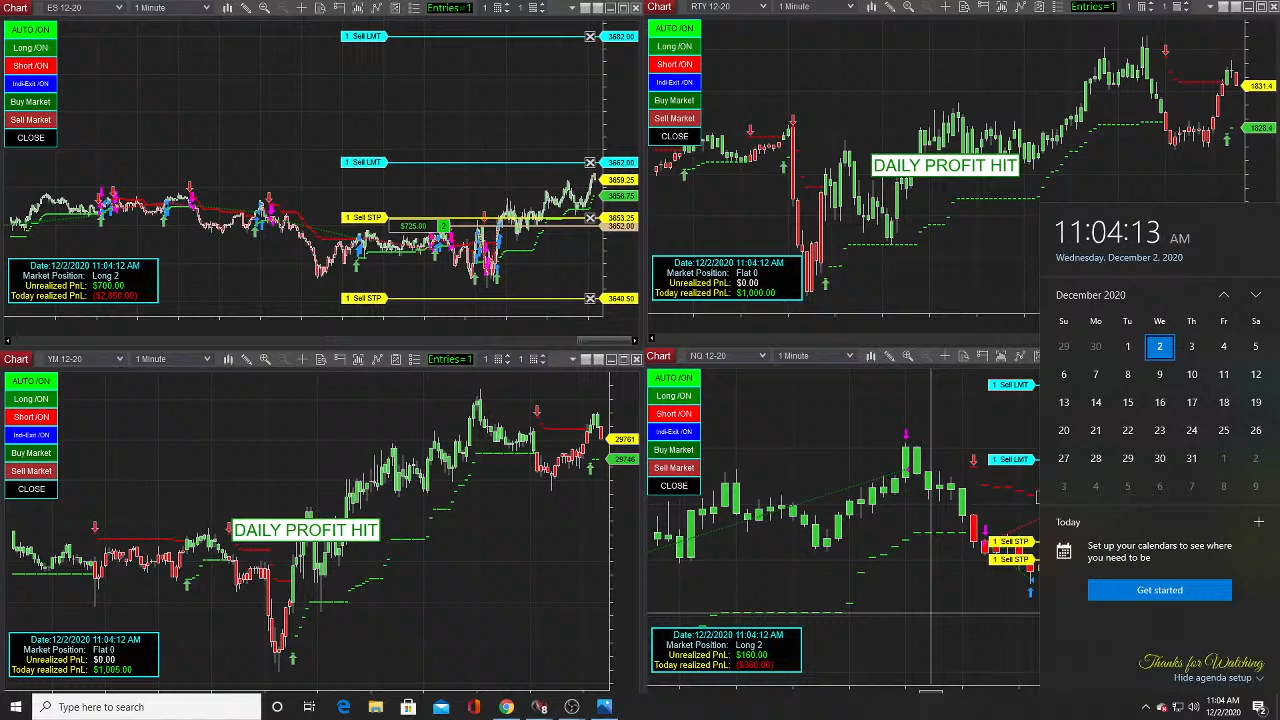 Chart ES 12-20 1 Minute Entries=1 1 1
AUTO /ON
Long /ON
Short /ON
Indi-Exit /ON
Buy Market
Sell Market
CLOSE
1 Sell LMT 3682.00
1 Sell LMT 3662.00
3659.25
3658.75
1 Sell STP 3653.25
$725.00 2 3652.00
1 Sell STP 3640.50
Date:12/2/2020 11:04:12 AM
Market Position: Long 2
Unrealized PnL: $700.00
Chart RTY 12-20 1 Minute Entries=1
AUTO /ON
Long /ON
Short /ON
Indi-Exit /ON
Buy Market
Sell Market
CLOSE
1831.4
1828.4
DAILY PROFIT HIT
Date:12/2/2020 11:04:12 AM
Market Position: Flat 0
Unrealized PnL: $0.00
Today realized PnL: $1,000.00
Chart YM 12-20 1 Minute Entries=1 1 1
AUTO /ON
Long /ON
Short /ON
Indi-Exit /ON
Buy Market
Sell Market
CLOSE
29761
29746
DAILY PROFIT HIT
Date:12/2/2020 11:04:12 AM
Market Position: Flat 0
Unrealized PnL: $0.00
Today realized PnL: $1,005.00
Chart NQ 12-20 1 Minute
AUTO /ON
Long /ON
Short /ON
Indi-Exit /ON
Buy Market
Sell Market
CLOSE
1 Sell LMT
1 Sell LMT
1 Sell STP
1 Sell STP
Date:12/2/2020 11:04:12 AM
Market Position: Long 2
Unrealized PnL: $160.00
Today realized PnL: ($360.00)
11:04:13 AM
Wednesday, December 2, 2020
December 2020
Su Mo Tu We Th Fr Sa
29 30 1 2 3 4 5
6 7 8 9 10 11 12
13 14 15 16 17 18 19
20 21 22 23 24 25 26
27 28 29 30 31 1 2
3 4 5 6 7 8 9
Today
Set up your calendars to see where
you need to be
Get started
Hide agenda setup
Type here to search
11:04 AM
12/2/2020